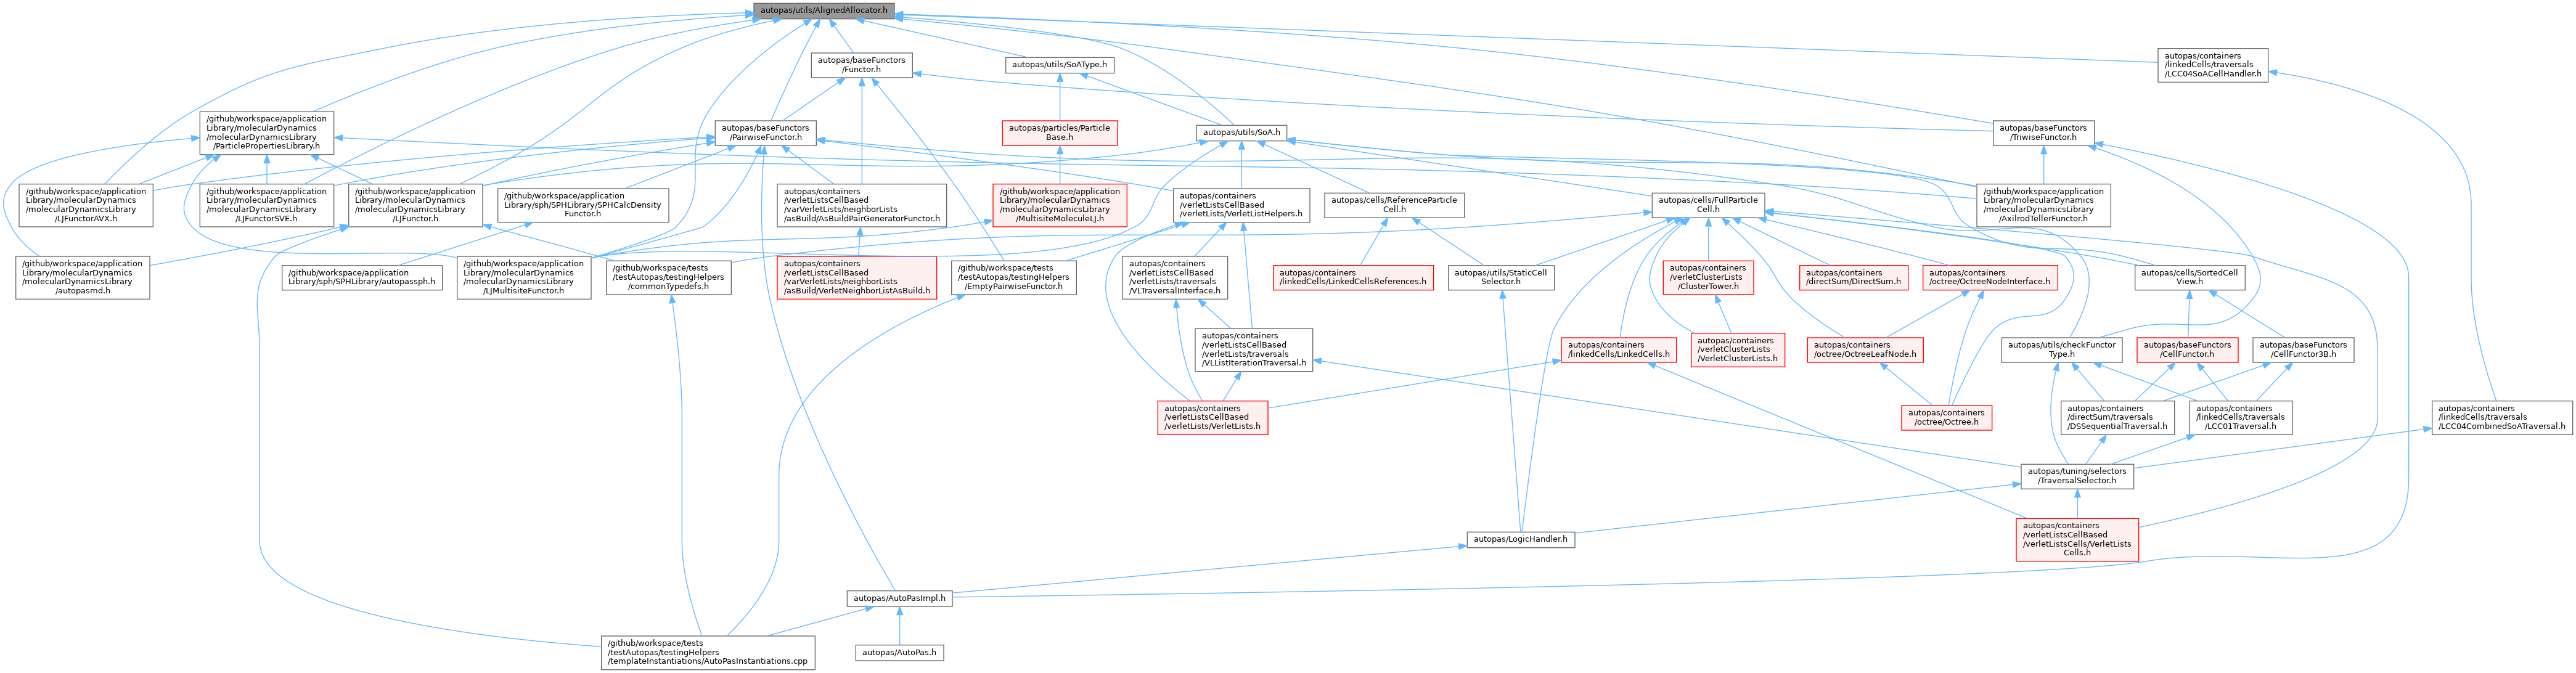 autopas/utils/AlignedAllocator.h
autopas/baseFunctors
/Functor.h
autopas/utils/SoAType.h
autopas/containers
/linkedCells/traversals
/LCC04SoACellHandler.h
/github/workspace/application
Library/molecularDynamics
/molecularDynamicsLibrary
/ParticlePropertiesLibrary.h
autopas/baseFunctors
/PairwiseFunctor.h
autopas/particles/Particle
Base.h
autopas/utils/SoA.h
autopas/baseFunctors
/TriwiseFunctor.h
/github/workspace/application
Library/molecularDynamics
/molecularDynamicsLibrary
/LJFunctorAVX.h
/github/workspace/application
Library/molecularDynamics
/molecularDynamicsLibrary
/LJFunctorSVE.h
/github/workspace/application
Library/molecularDynamics
/molecularDynamicsLibrary
/LJFunctor.h
/github/workspace/application
Library/sph/SPHLibrary/SPHCalcDensity
Functor.h
autopas/containers
/verletListsCellBased
/varVerletLists/neighborLists
/asBuild/AsBuildPairGeneratorFunctor.h
/github/workspace/application
Library/molecularDynamics
/molecularDynamicsLibrary
/MultisiteMoleculeLJ.h
autopas/containers
/verletListsCellBased
/verletLists/VerletListHelpers.h
autopas/cells/ReferenceParticle
Cell.h
autopas/cells/FullParticle
Cell.h
/github/workspace/application
Library/molecularDynamics
/molecularDynamicsLibrary
/AxilrodTellerFunctor.h
/github/workspace/application
Library/molecularDynamics
/molecularDynamicsLibrary
/autopasmd.h
/github/workspace/application
Library/sph/SPHLibrary/autopassph.h
/github/workspace/application
Library/molecularDynamics
/molecularDynamicsLibrary
/LJMultisiteFunctor.h
/github/workspace/tests
/testAutopas/testingHelpers
/commonTypedefs.h
autopas/containers
/verletListsCellBased
/varVerletLists/neighborLists
/asBuild/VerletNeighborListAsBuild.h
/github/workspace/tests
/testAutopas/testingHelpers
/EmptyPairwiseFunctor.h
autopas/containers
/verletListsCellBased
/verletLists/traversals
/VLTraversalInterface.h
autopas/containers
/linkedCells/LinkedCellsReferences.h
autopas/utils/StaticCell
Selector.h
autopas/containers
/verletClusterLists
/ClusterTower.h
autopas/containers
/directSum/DirectSum.h
autopas/containers
/octree/OctreeNodeInterface.h
autopas/cells/SortedCell
View.h
autopas/containers
/verletListsCellBased
/verletLists/traversals
/VLListIterationTraversal.h
autopas/containers
/linkedCells/LinkedCells.h
autopas/containers
/verletClusterLists
/VerletClusterLists.h
autopas/containers
/octree/OctreeLeafNode.h
autopas/utils/checkFunctor
Type.h
autopas/baseFunctors
/CellFunctor.h
autopas/baseFunctors
/CellFunctor3B.h
autopas/containers
/verletListsCellBased
/verletLists/VerletLists.h
autopas/containers
/octree/Octree.h
autopas/containers
/directSum/traversals
/DSSequentialTraversal.h
autopas/containers
/linkedCells/traversals
/LCC01Traversal.h
autopas/containers
/linkedCells/traversals
/LCC04CombinedSoATraversal.h
autopas/tuning/selectors
/TraversalSelector.h
autopas/LogicHandler.h
autopas/containers
/verletListsCellBased
/verletListsCells/VerletLists
Cells.h
autopas/AutoPasImpl.h
/github/workspace/tests
/testAutopas/testingHelpers
/templateInstantiations/AutoPasInstantiations.cpp
autopas/AutoPas.h